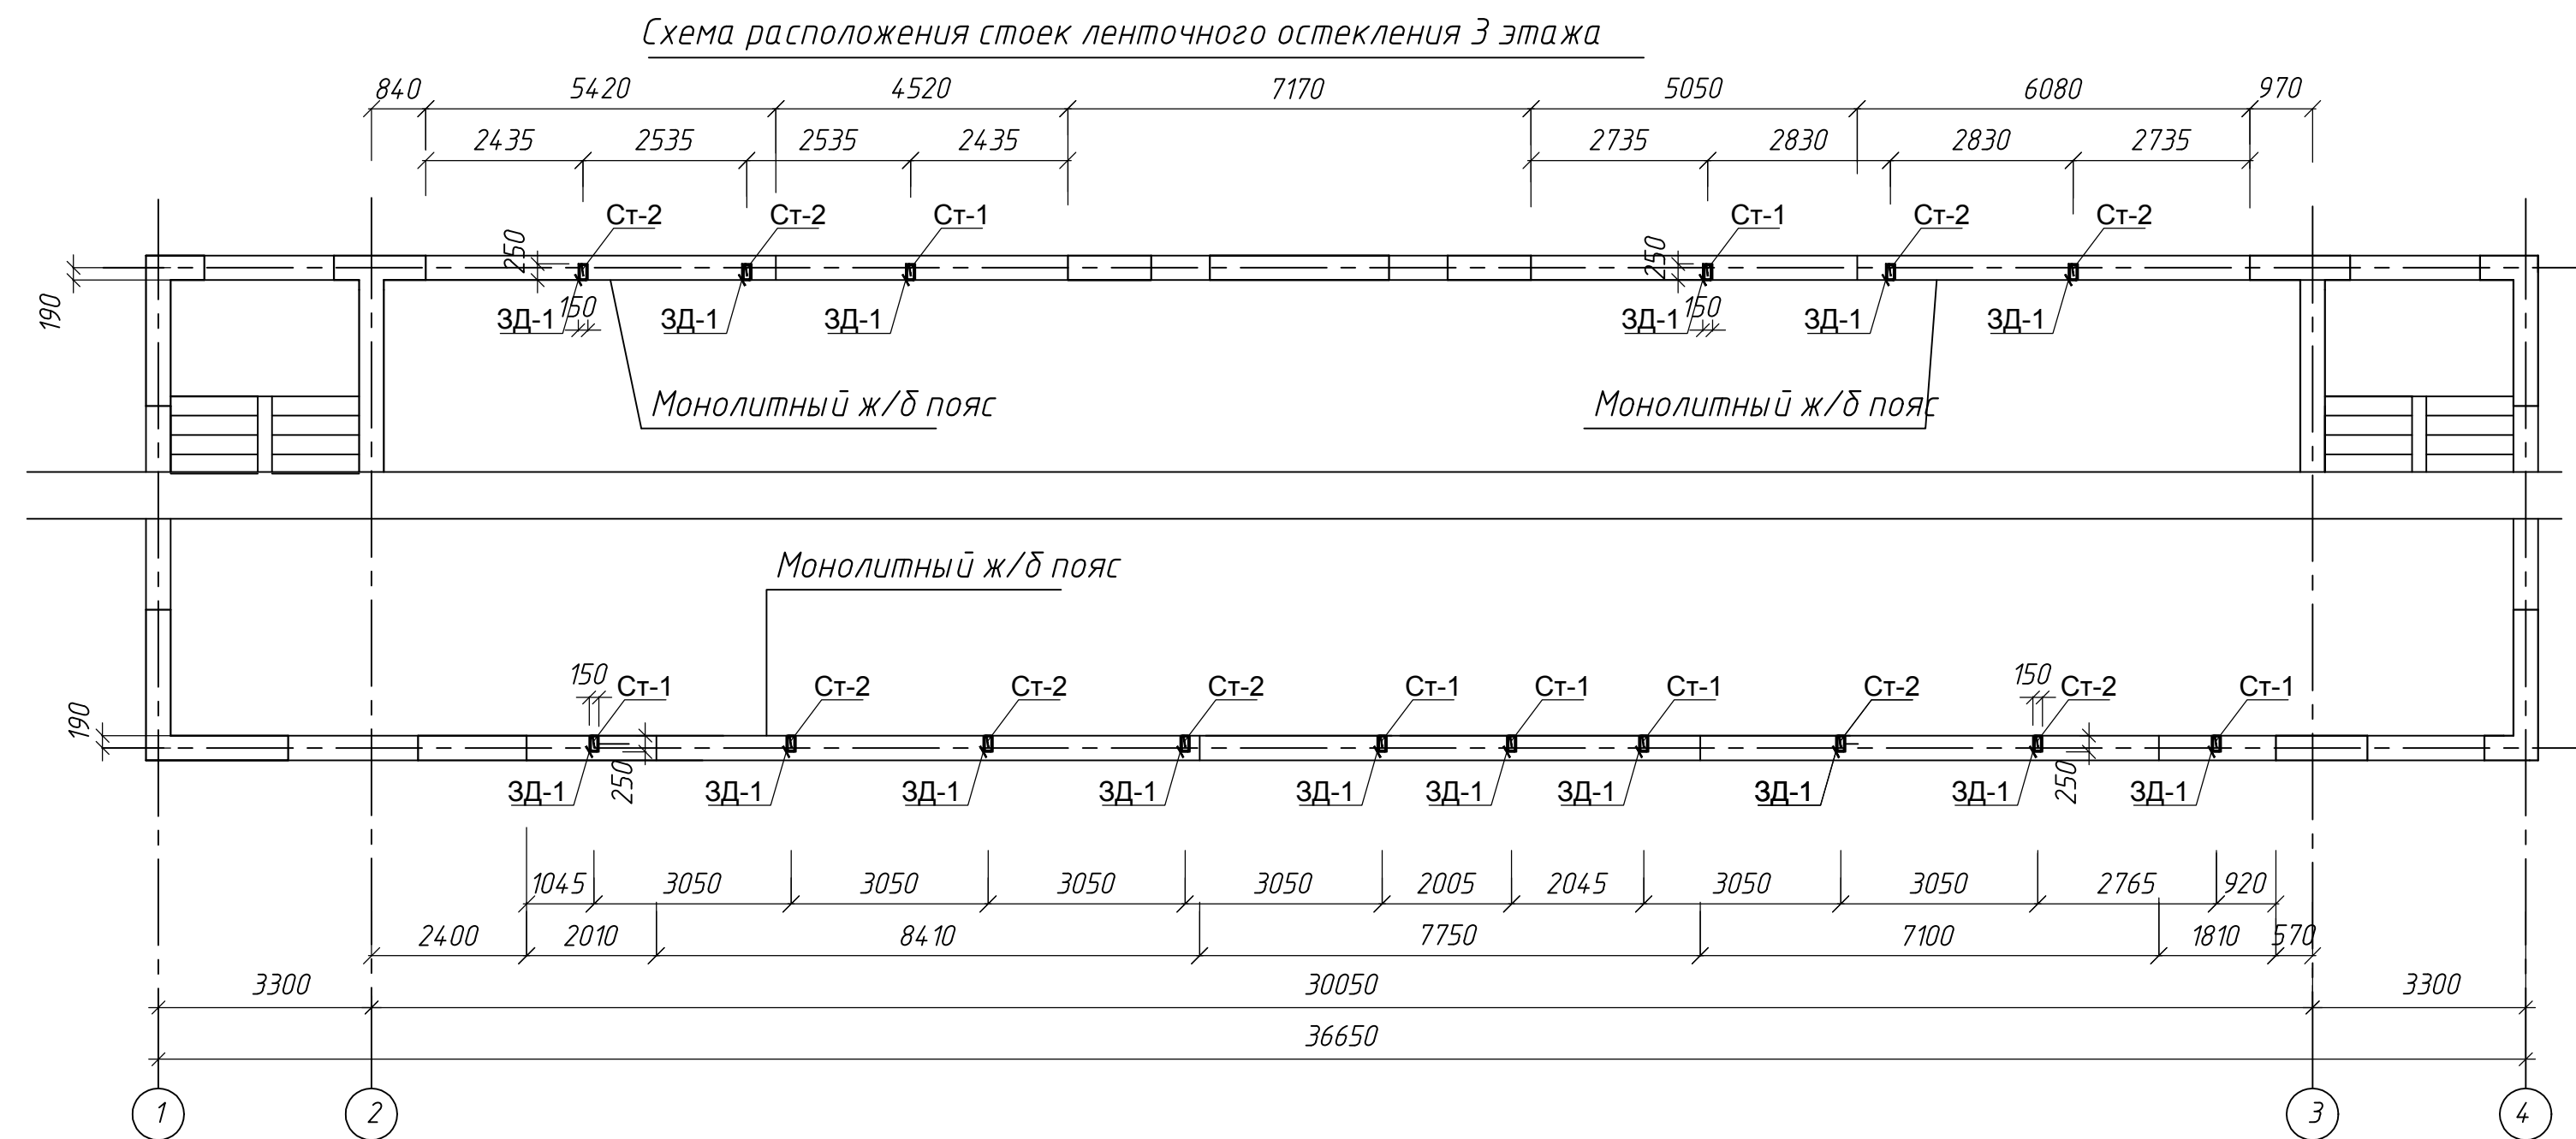 Схема расположения стоек ленточного остекления 3 этажа
840 5420 4520 7170 5050 6080 970
2435 2535 2535 2435 2735 2830 2830 2735
Ст-2 Ст-2 Ст-1 Ст-1 Ст-2 Ст-2
250 250
190
150 150
ЗД-1 ЗД-1 ЗД-1 ЗД-1 ЗД-1 ЗД-1
Монолитный ж/б пояс Монолитный ж/б пояс
Монолитный ж/б пояс
150 150
Ст-1 Ст-2 Ст-2 Ст-2 Ст-1 Ст-1 Ст-1 Ст-2 Ст-2 Ст-1
190
250 250
ЗД-1 ЗД-1 ЗД-1 ЗД-1 ЗД-1 ЗД-1 ЗД-1 ЗД-1 ЗД-1 ЗД-1
1045 3050 3050 3050 3050 2005 2045 3050 3050 2765 920
2400 2010 8410 7750 7100 1810 570
3300 30050 3300
36650
1 2 3 4